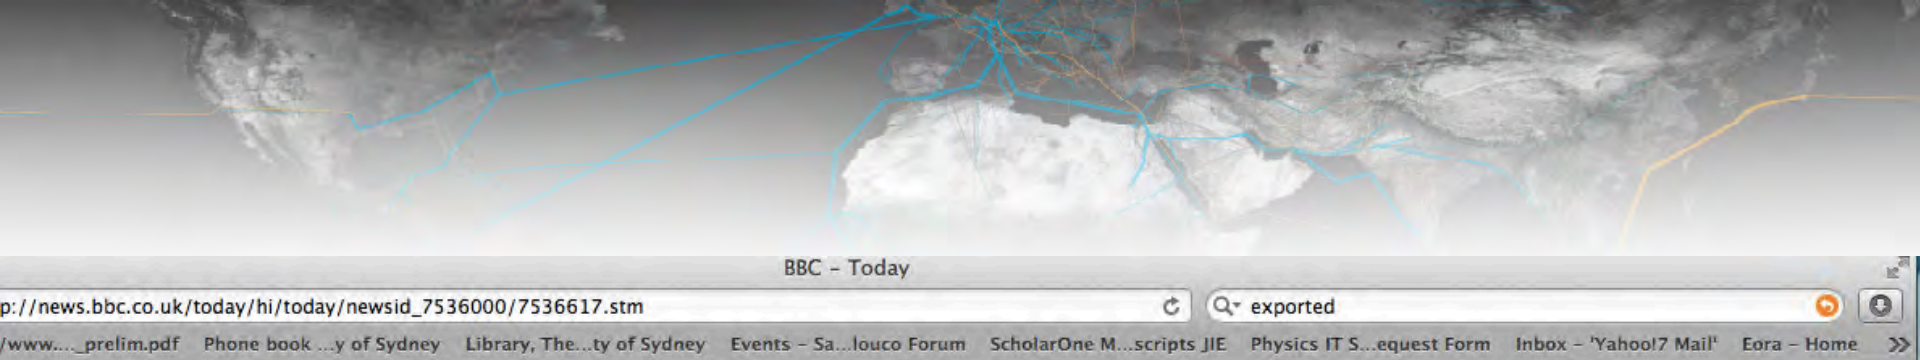 BBC – Today
p://news.bbc.co.uk/today/hi/today/newsid_7536000/7536617.stm exported
/www...._prelim.pdf Phone book ...y of Sydney Library, The...ty of Sydney Events – Sa...louco Forum ScholarOne M...scripts JIE Physics IT S...equest Form Inbox – 'Yahoo!7 Mail' Eora – Home >>